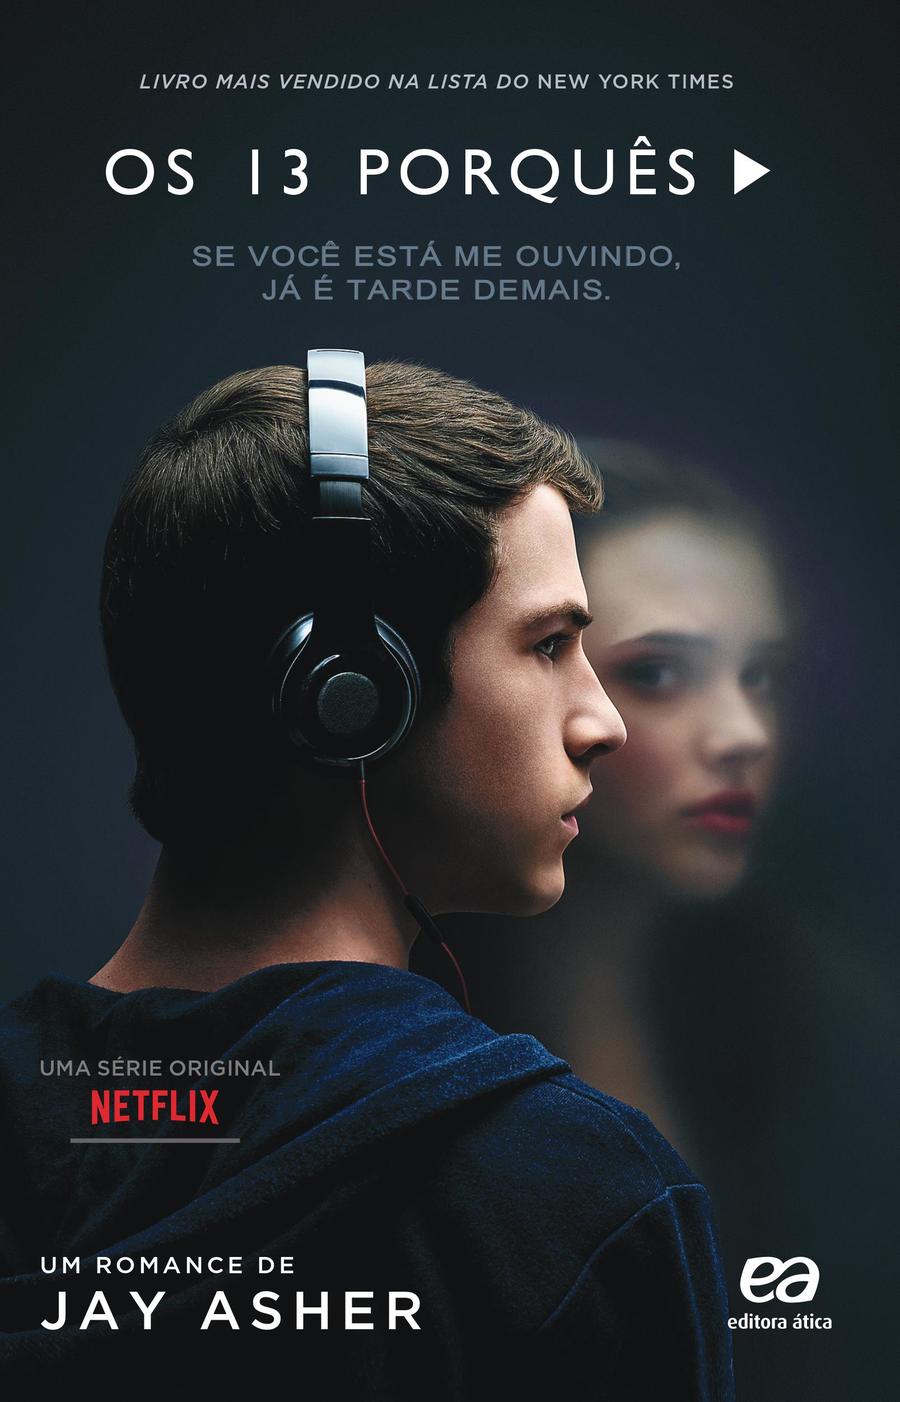 LIVRO MAIS VENDIDO NA LISTA DO NEW YORK TIMES
OS 13 PORQUÊS
SE VOCÊ ESTÁ ME OUVINDO,
JÁ É TARDE DEMAIS.
UMA SÉRIE ORIGINAL
NETFLIX
UM ROMANCE DE
JAY ASHER
ea
editora ática